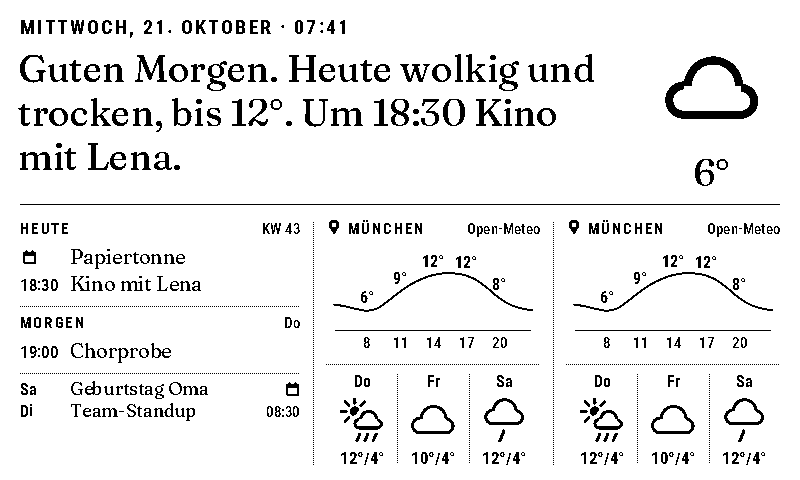 MITTWOCH, 21. OKTOBER · 07:41
Guten Morgen. Heute wolkig und
trocken, bis 12°. Um 18:30 Kino
mit Lena.
6°
HEUTE KW 43
Papiertonne
18:30 Kino mit Lena
MORGEN Do
19:00 Chorprobe
Sa Geburtstag Oma
Di Team-Standup 08:30
MÜNCHEN Open-Meteo
6° 9° 12° 12° 8°
8 11 14 17 20
Do Fr Sa
12°/4° 10°/4° 12°/4°
MÜNCHEN Open-Meteo
6° 9° 12° 12° 8°
8 11 14 17 20
Do Fr Sa
12°/4° 10°/4° 12°/4°